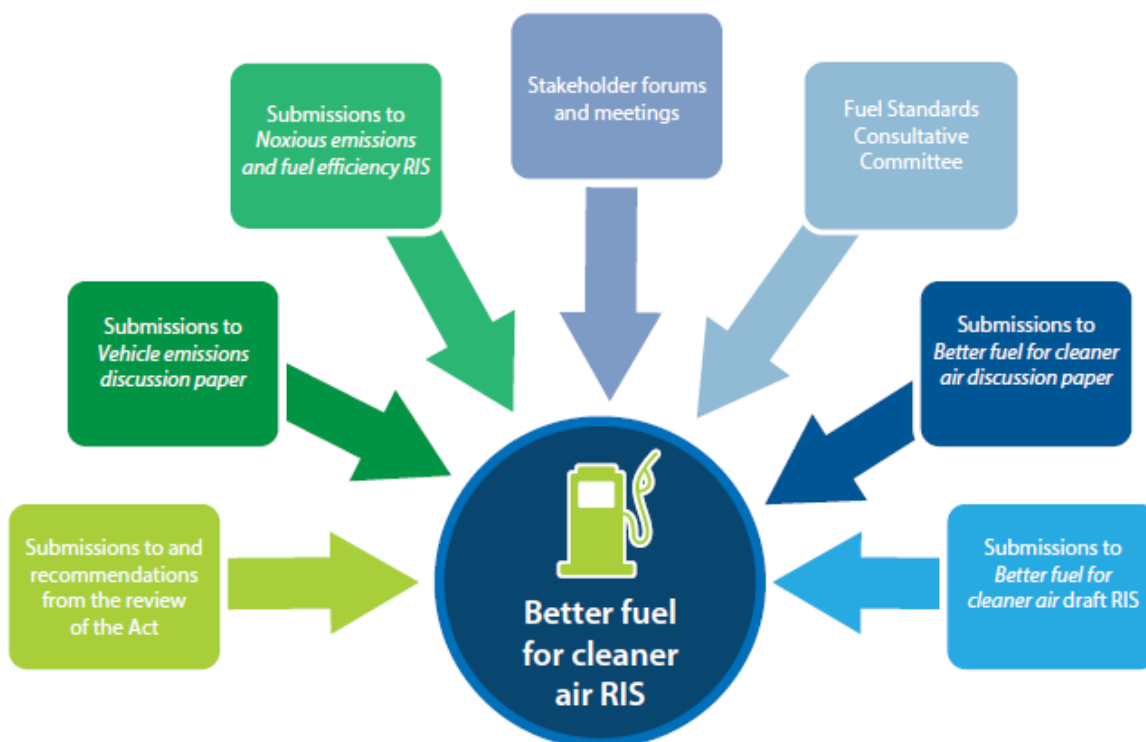 Submissions to and
recommendations
from the review
of the Act
Submissions to
Vehicle emissions
discussion paper
Submissions to
Noxious emissions
and fuel efficiency RIS
Stakeholder forums
and meetings
Fuel Standards
Consultative
Committee
Submissions to
Better fuel for cleaner
air discussion paper
Submissions to
Better fuel for
cleaner air draft RIS
Better fuel
for cleaner
air RIS